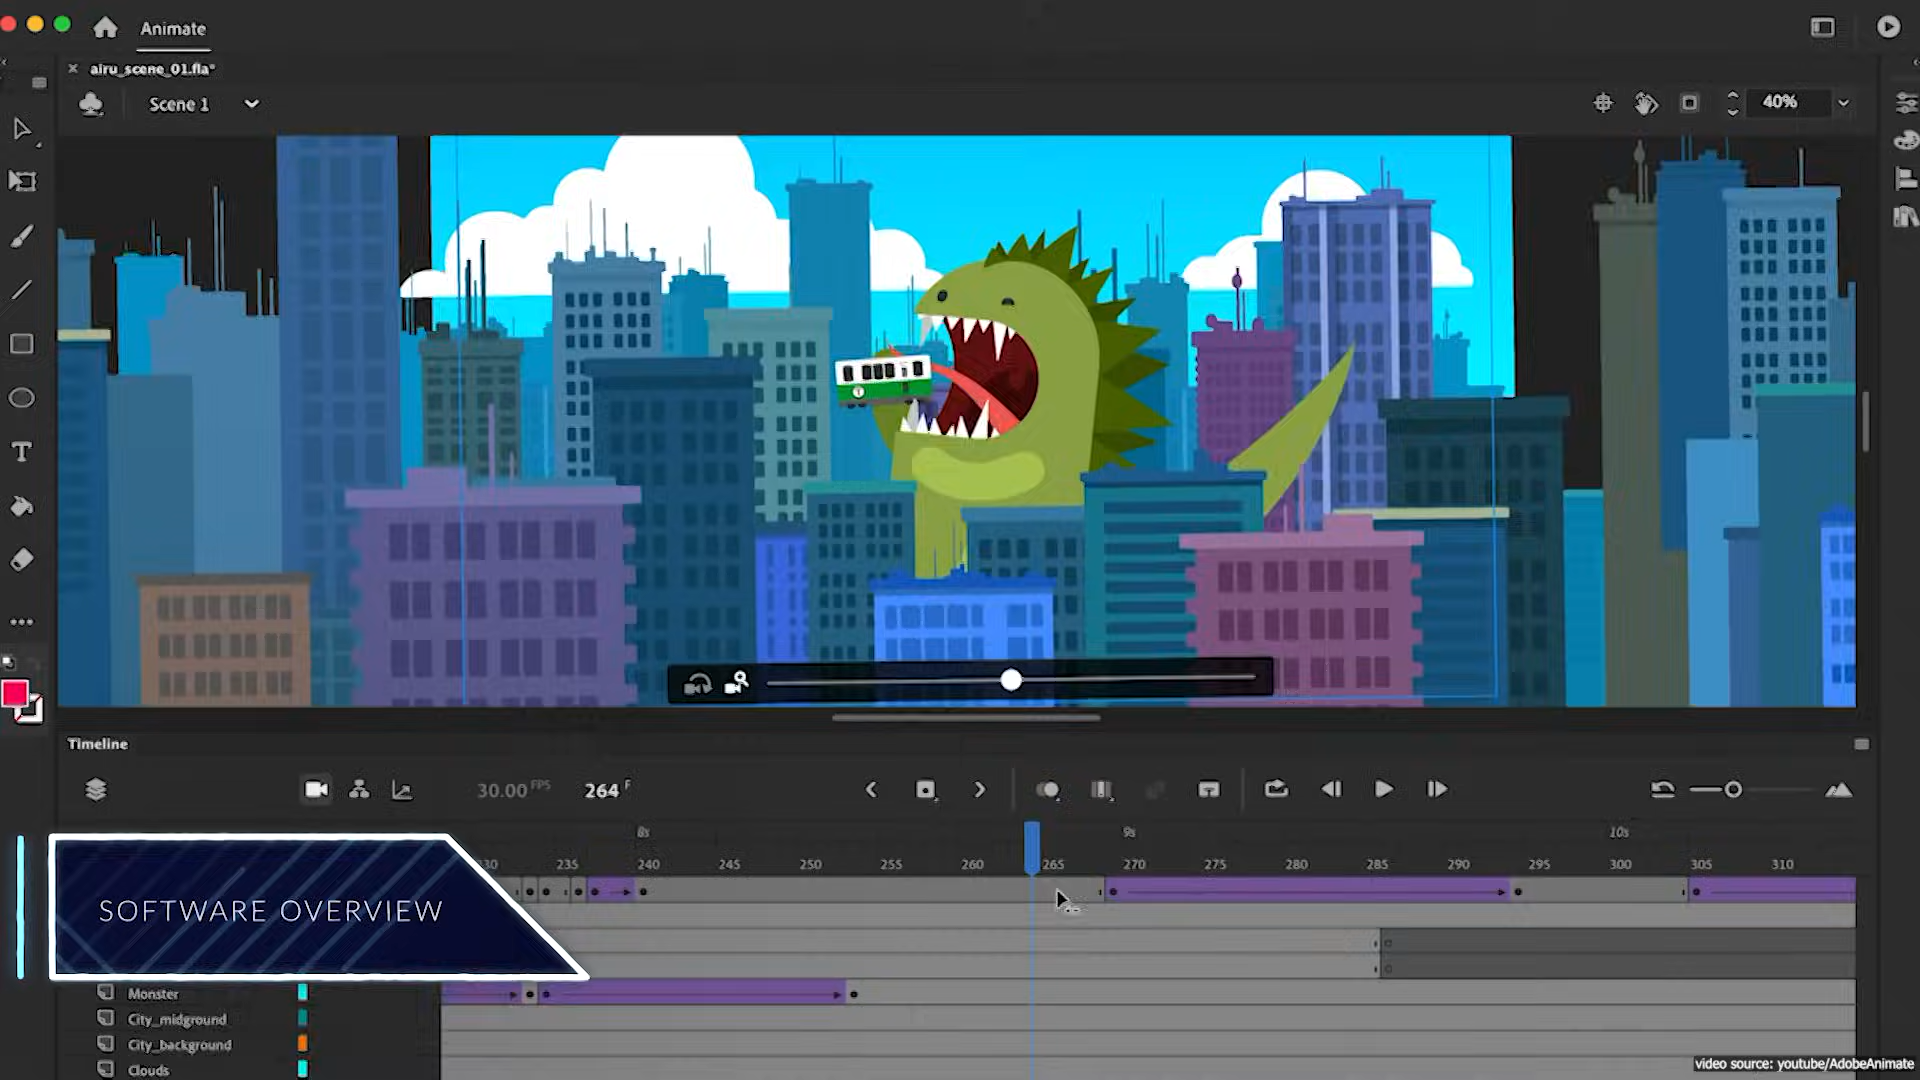 Animate
airu_scene_01.fla*
Scene 1
40%
T
Timeline
30.00 FPS
264 F
8s
9s
10s
235 240 245 250 255 260 265 270 275 280 285 290 295 300 305 310
SOFTWARE OVERVIEW
Monster
City_midground
City_background
Clouds
video source: youtube/AdobeAnimate